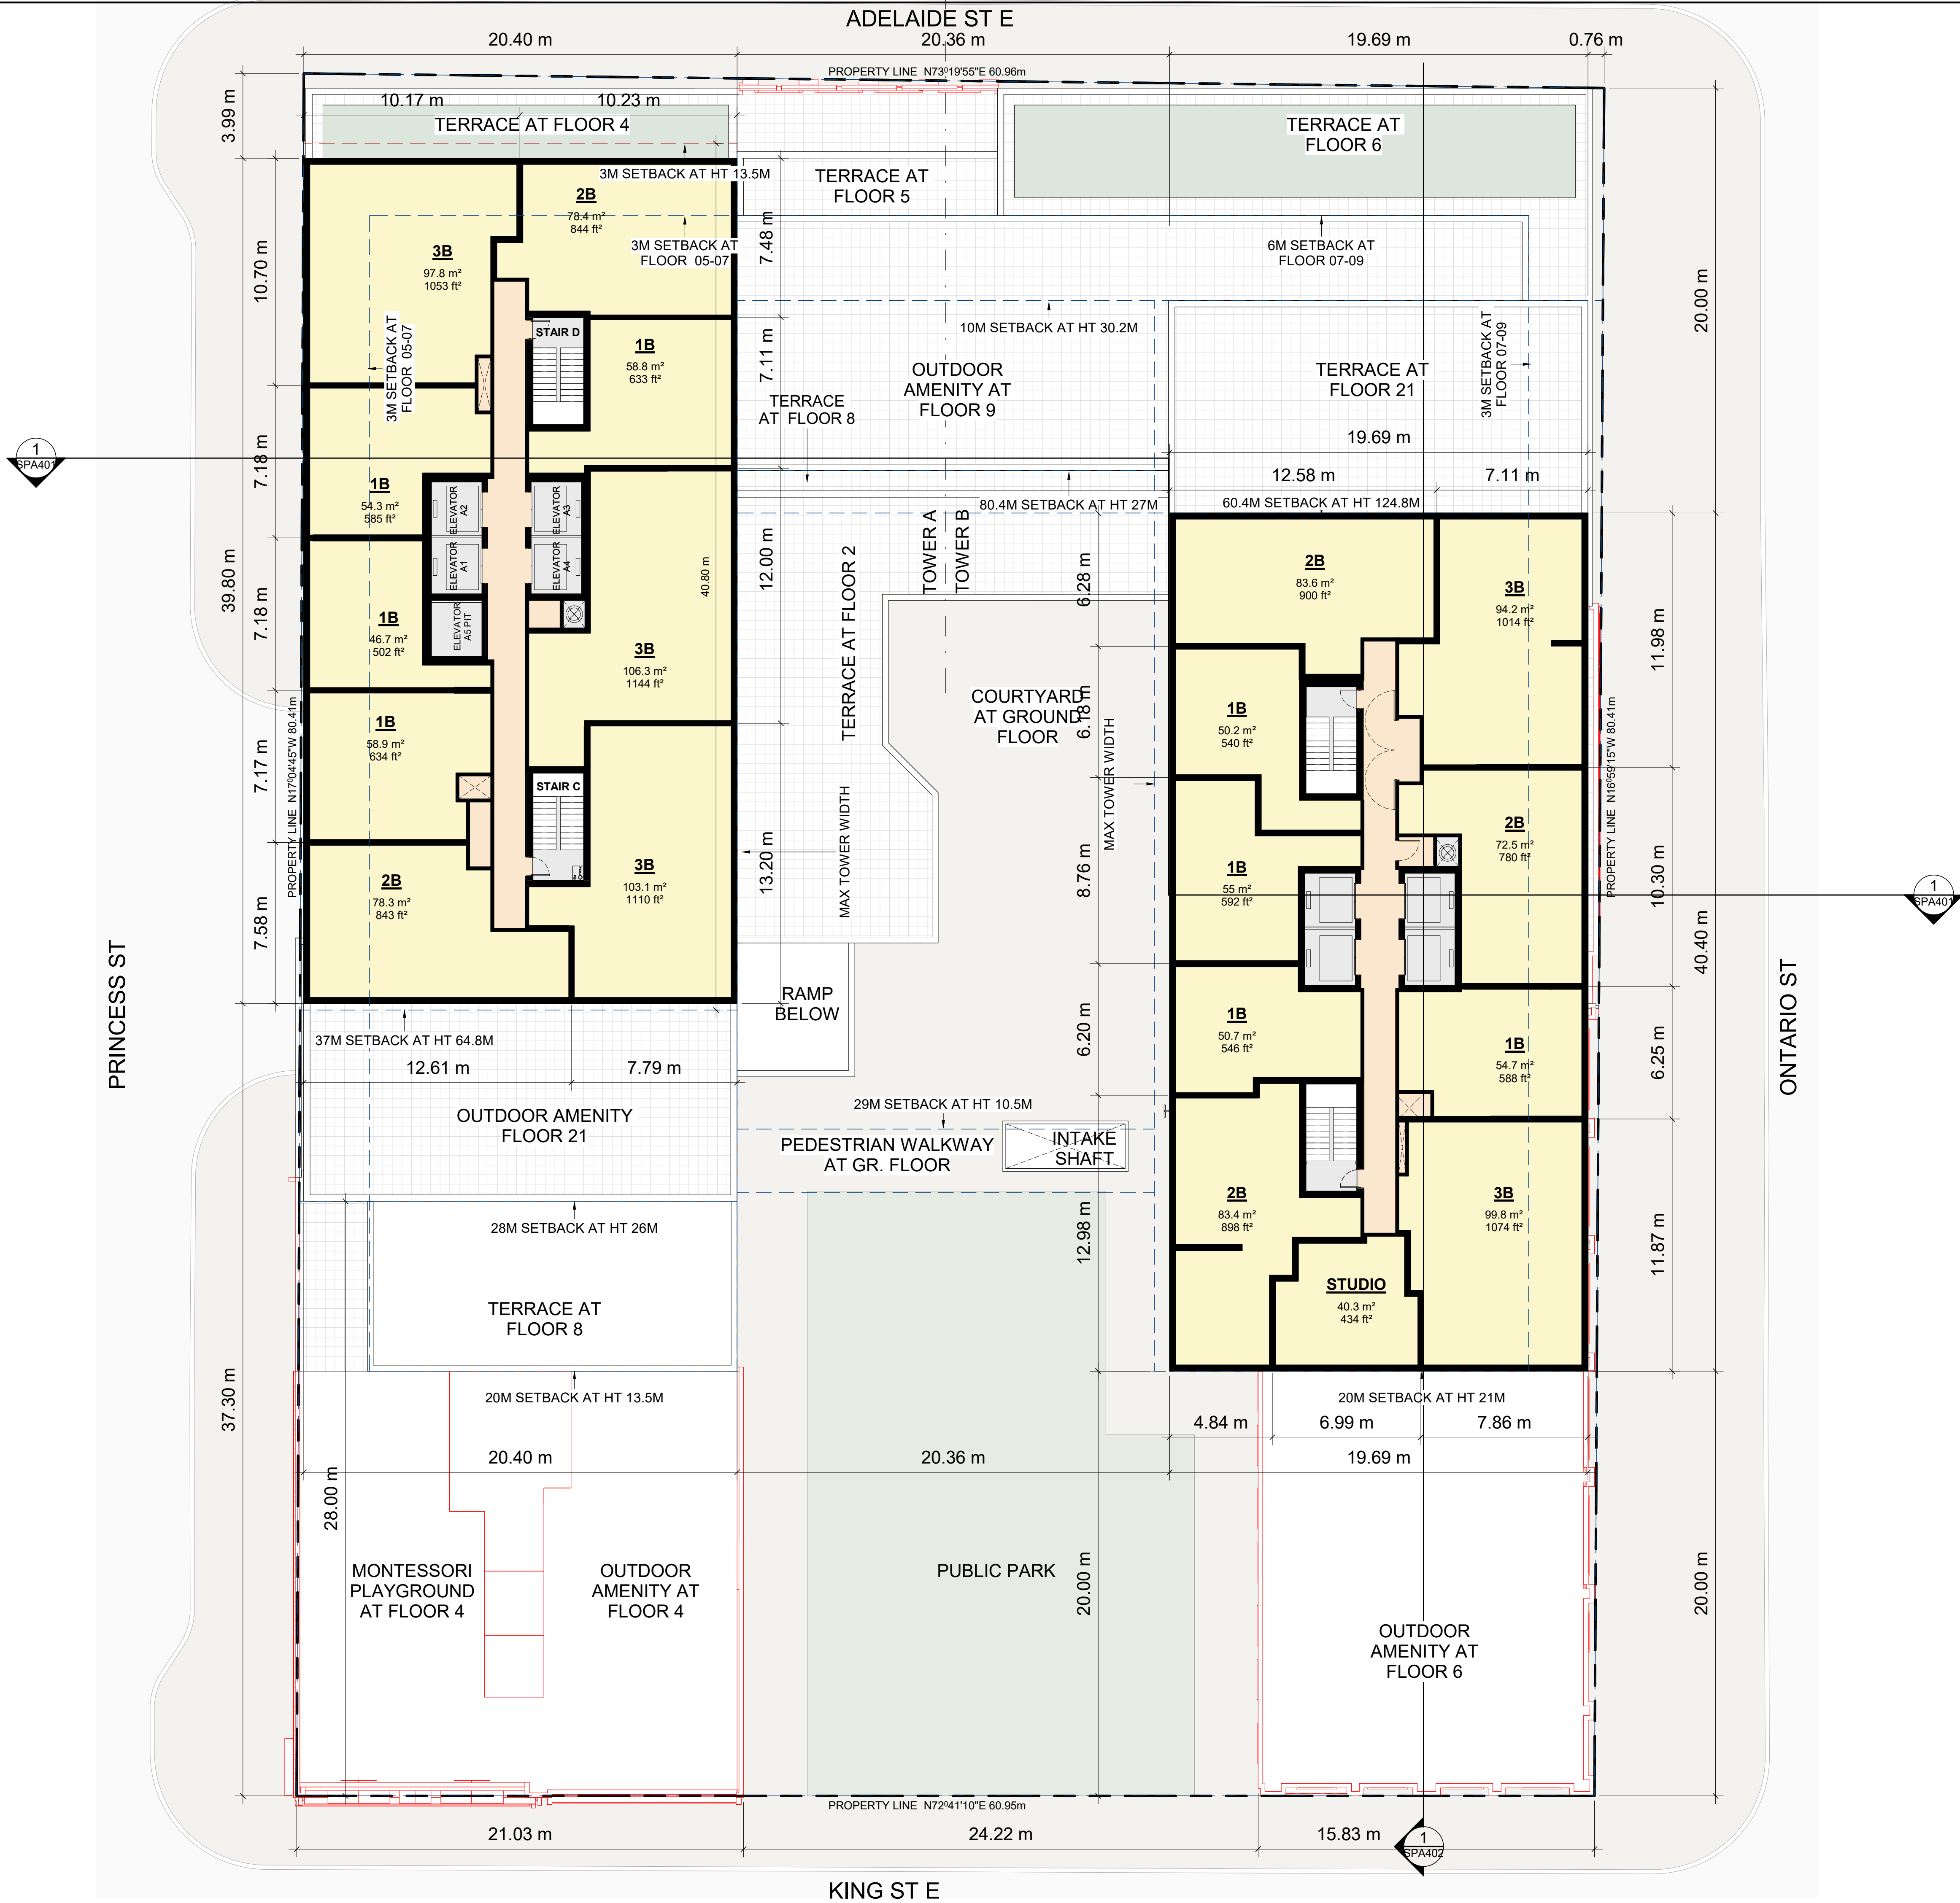 ADELAIDE ST E
20.40 m
20.36 m
19.69 m
0.76 m
PROPERTY LINE N73°19'55"E 60.96m
3.99 m
10.17 m
10.23 m
TERRACE AT FLOOR 4
3M SETBACK AT HT 13.5M
TERRACE AT
FLOOR 5
TERRACE AT
FLOOR 6
2B
78.4 m²
844 ft²
3B
97.8 m²
1053 ft²
3M SETBACK AT
FLOOR 05-07
7.48 m
6M SETBACK AT
FLOOR 07-09
10.70 m
20.00 m
3M SETBACK AT
FLOOR 05-07
STAIR D
1B
58.8 m²
633 ft²
7.11 m
10M SETBACK AT HT 30.2M
OUTDOOR
AMENITY AT
FLOOR 9
TERRACE AT
FLOOR 21
3M SETBACK AT
FLOOR 07-09
TERRACE
AT FLOOR 8
19.69 m
1
SPA401
7.18 m
12.58 m
7.11 m
1B
54.3 m²
585 ft²
ELEVATOR
A2
ELEVATOR
A3
80.4M SETBACK AT HT 27M
60.4M SETBACK AT HT 124.8M
ELEVATOR
A1
ELEVATOR
A4
40.80 m
12.00 m
TERRACE AT FLOOR 2
TOWER A
TOWER B
6.28 m
2B
83.6 m²
900 ft²
3B
94.2 m²
1014 ft²
39.80 m
7.18 m
1B
46.7 m²
502 ft²
ELEVATOR
A5 PIT
3B
106.3 m²
1144 ft²
11.98 m
COURTYARD
AT GROUND
FLOOR
6.18 m
1B
50.2 m²
540 ft²
PROPERTY LINE N17°04'45"W 80.41m
PROPERTY LINE N16°59'15"W 80.41m
1B
58.9 m²
634 ft²
7.17 m
STAIR C
MAX TOWER WIDTH
MAX TOWER WIDTH
2B
72.5 m²
780 ft²
13.20 m
3B
103.1 m²
1110 ft²
2B
78.3 m²
843 ft²
8.76 m
1B
55 m²
592 ft²
10.30 m
1
SPA401
7.58 m
40.40 m
PRINCESS ST
ONTARIO ST
RAMP
BELOW
37M SETBACK AT HT 64.8M
12.61 m
7.79 m
6.20 m
1B
50.7 m²
546 ft²
1B
54.7 m²
588 ft²
6.25 m
OUTDOOR AMENITY
FLOOR 21
29M SETBACK AT HT 10.5M
PEDESTRIAN WALKWAY
AT GR. FLOOR
INTAKE
SHAFT
28M SETBACK AT HT 26M
12.98 m
2B
83.4 m²
898 ft²
3B
99.8 m²
1074 ft²
11.87 m
TERRACE AT
FLOOR 8
STUDIO
40.3 m²
434 ft²
37.30 m
20M SETBACK AT HT 13.5M
20M SETBACK AT HT 21M
4.84 m
6.99 m
7.86 m
20.40 m
20.36 m
19.69 m
28.00 m
MONTESSORI
PLAYGROUND
AT FLOOR 4
OUTDOOR
AMENITY AT
FLOOR 4
PUBLIC PARK
20.00 m
20.00 m
OUTDOOR
AMENITY AT
FLOOR 6
PROPERTY LINE N72°41'10"E 60.95m
21.03 m
24.22 m
15.83 m
1
SPA402
KING ST E